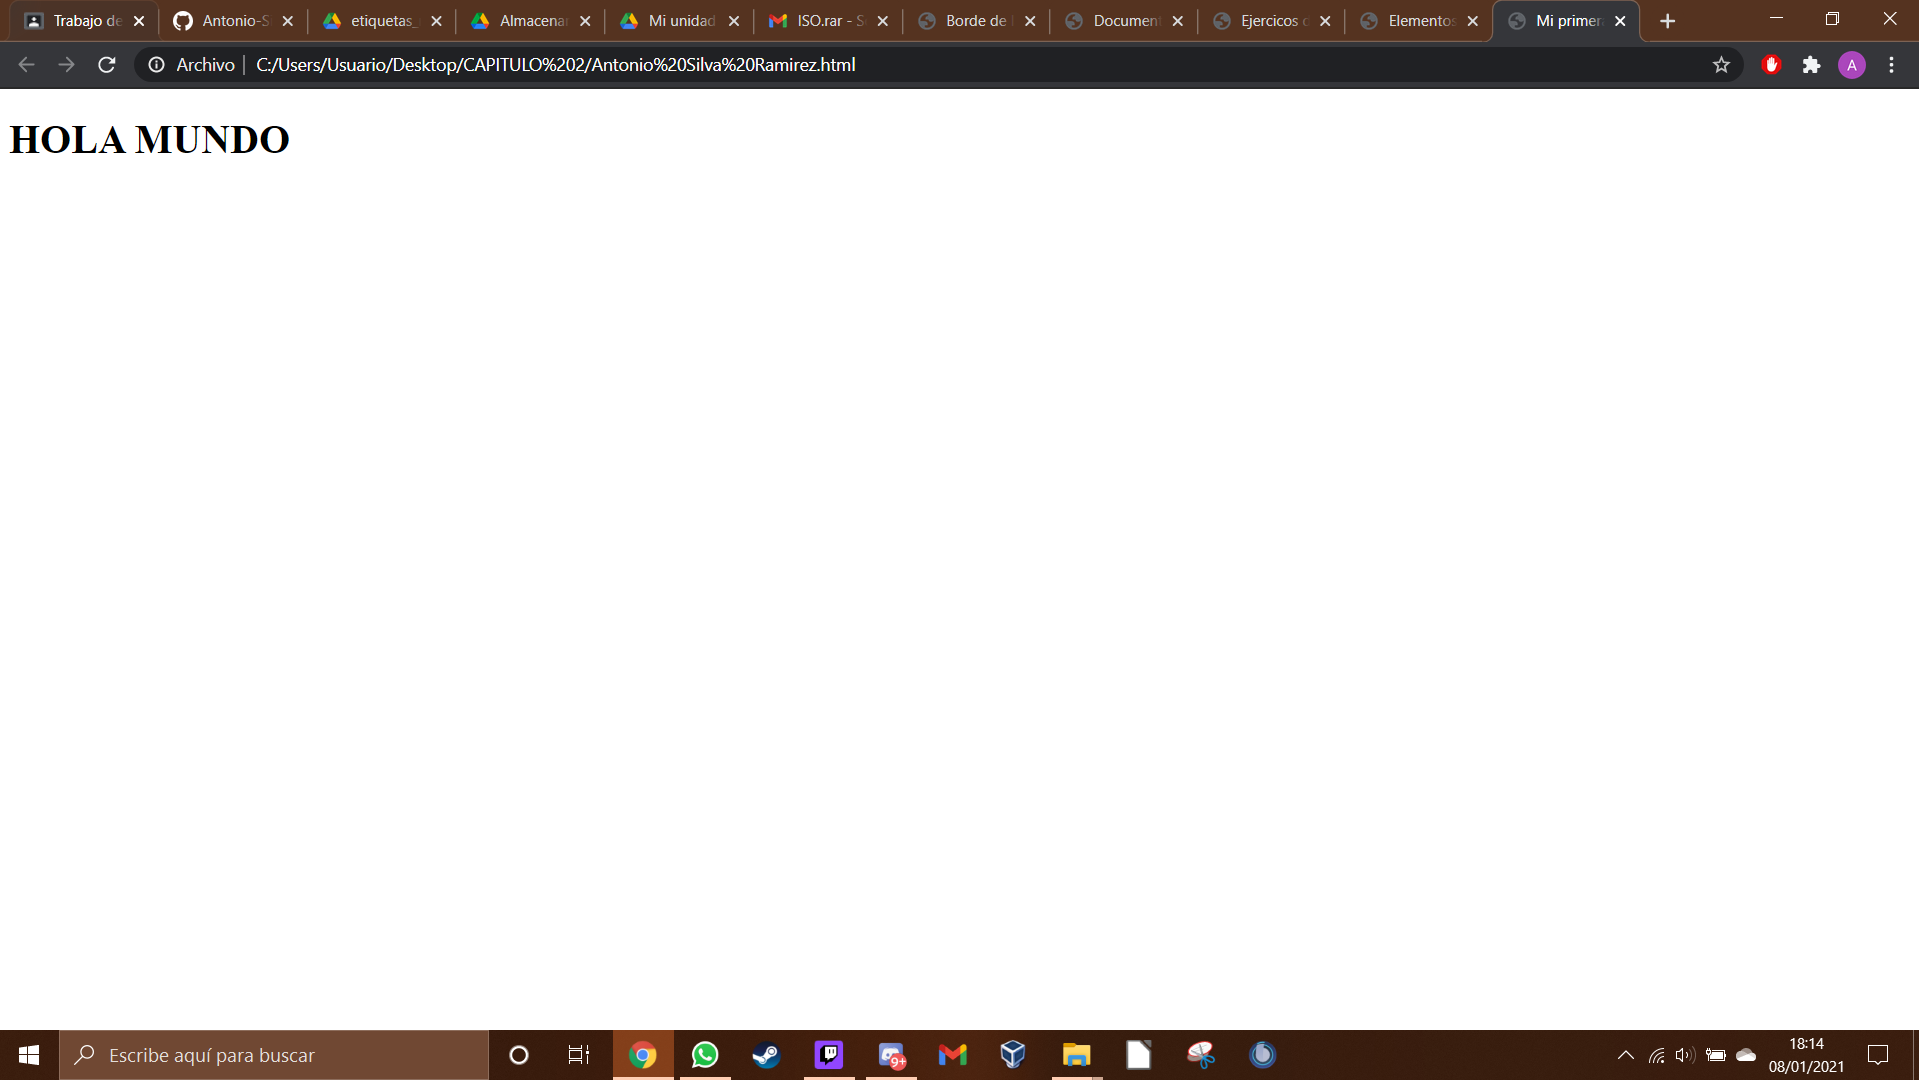 Trabajo de
Antonio-S
etiquetas_
Almacenar
Mi unidad
ISO.rar - S
Borde de
Document
Ejercicos d
Elementos
Mi primer
Archivo | C:/Users/Usuario/Desktop/CAPITULO%202/Antonio%20Silva%20Ramirez.html
A
HOLA MUNDO
Escribe aquí para buscar
9+
18:14
08/01/2021